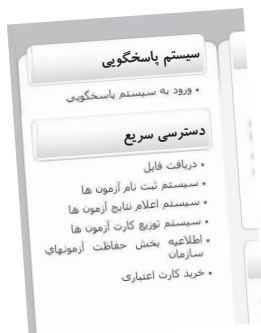 سیستم پاسخگویی
ورود به سیستم پاسخگویی
دسترسی سریع
دریافت فایل
سیستم ثبت نام آزمون ها
سیستم اعلام نتایج آزمون ها
سیستم توزیع کارت آزمون ها
اطلاعیه بخش حفاظت آزمونهای
سازمان
خرید کارت اعتباری